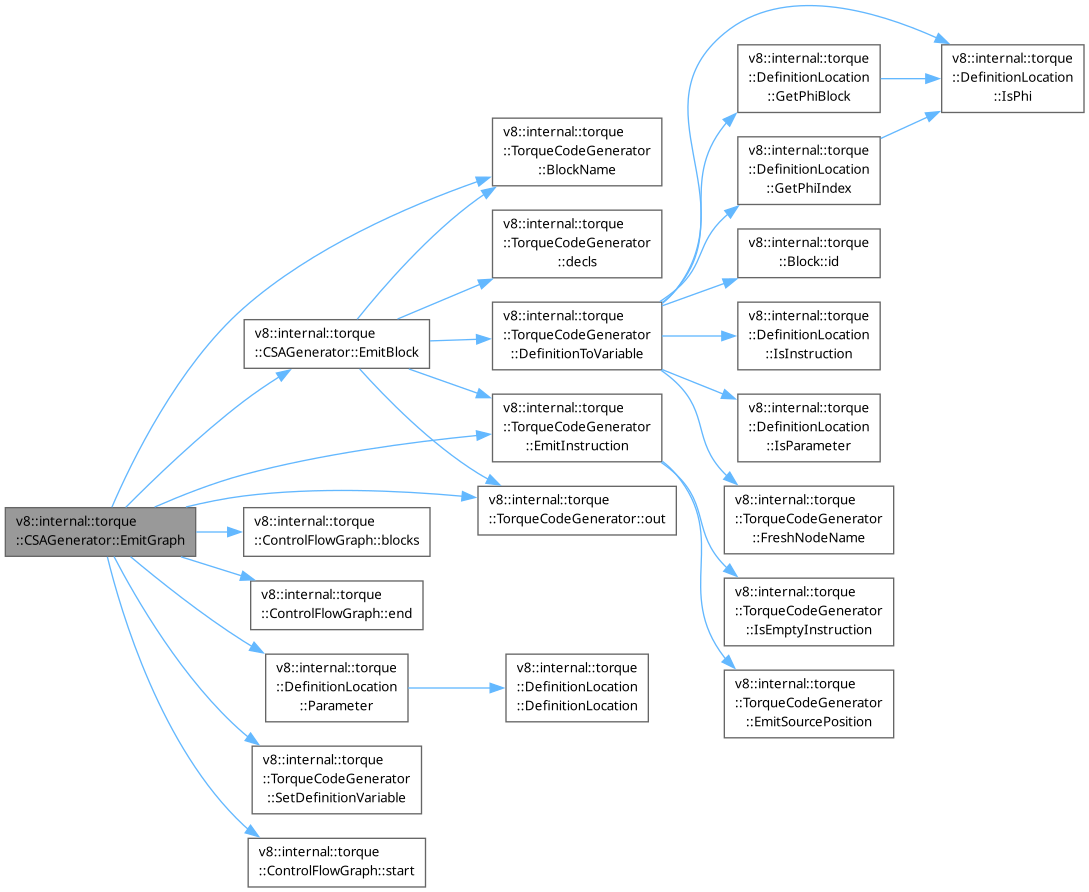 v8::internal::torque
::CSAGenerator::EmitGraph
v8::internal::torque
::CSAGenerator::EmitBlock
v8::internal::torque
::ControlFlowGraph::blocks
v8::internal::torque
::ControlFlowGraph::end
v8::internal::torque
::DefinitionLocation
::Parameter
v8::internal::torque
::TorqueCodeGenerator
::SetDefinitionVariable
v8::internal::torque
::ControlFlowGraph::start
v8::internal::torque
::TorqueCodeGenerator
::BlockName
v8::internal::torque
::TorqueCodeGenerator
::decls
v8::internal::torque
::TorqueCodeGenerator
::DefinitionToVariable
v8::internal::torque
::TorqueCodeGenerator
::EmitInstruction
v8::internal::torque
::TorqueCodeGenerator::out
v8::internal::torque
::DefinitionLocation
::DefinitionLocation
v8::internal::torque
::DefinitionLocation
::GetPhiBlock
v8::internal::torque
::DefinitionLocation
::GetPhiIndex
v8::internal::torque
::Block::id
v8::internal::torque
::DefinitionLocation
::IsInstruction
v8::internal::torque
::DefinitionLocation
::IsParameter
v8::internal::torque
::TorqueCodeGenerator
::FreshNodeName
v8::internal::torque
::TorqueCodeGenerator
::IsEmptyInstruction
v8::internal::torque
::TorqueCodeGenerator
::EmitSourcePosition
v8::internal::torque
::DefinitionLocation
::IsPhi